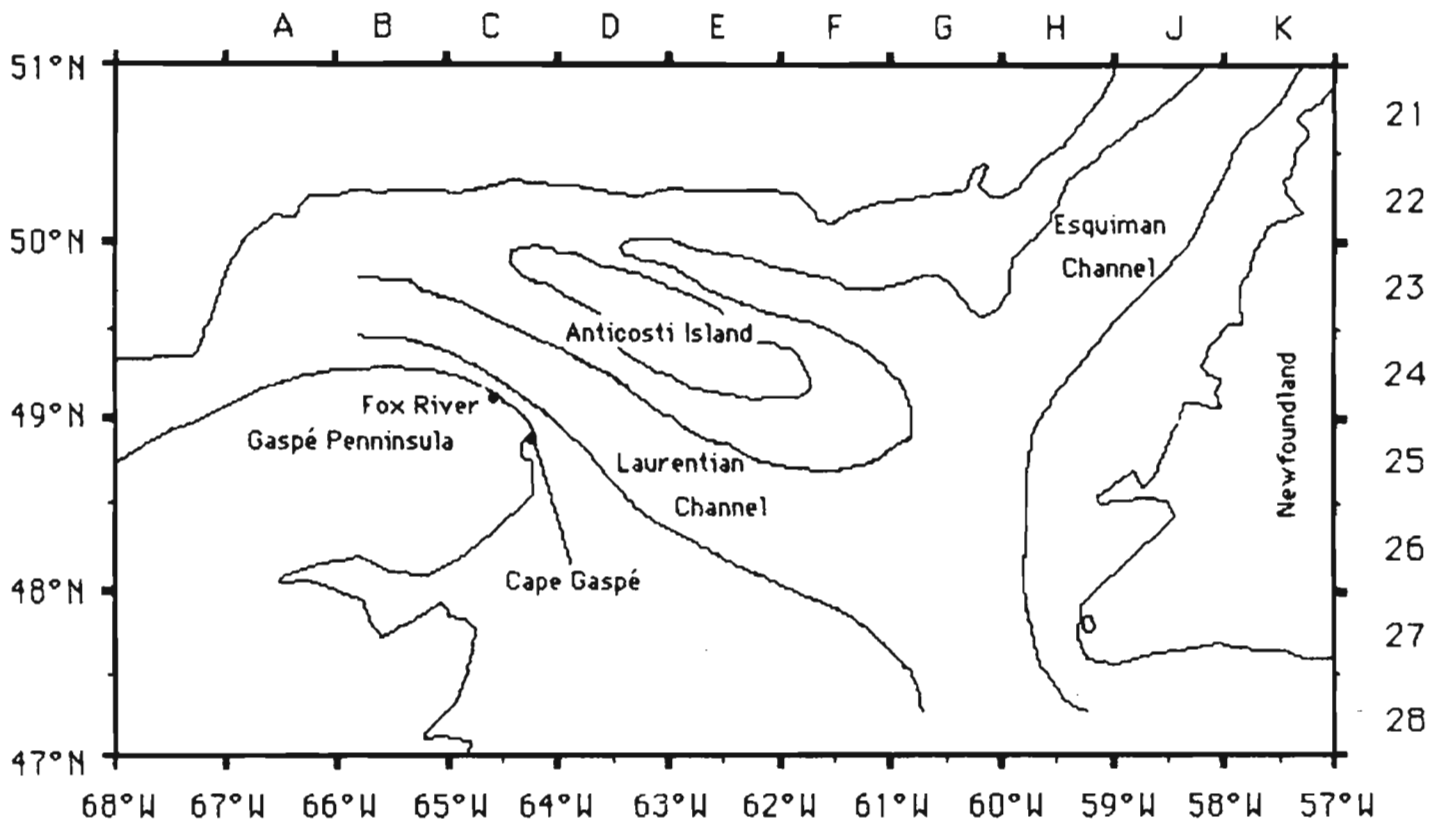 A B C D E F G H J K
51°N
21
22
50°N
Esquiman
Channel
23
Anticosti Island
24
Newfoundland
Fox River
49°N
Gaspé Penninsula
25
Laurentian
Channel
26
Cape Gaspé
48°N
27
28
47°N
68°W 67°W 66°W 65°W 64°W 63°W 62°W 61°W 60°W 59°W 58°W 57°W